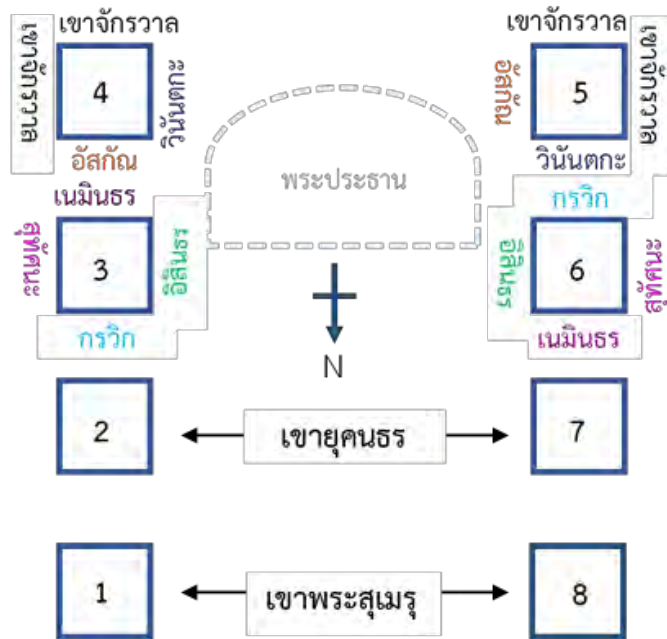 เขาจักรวาล
เขาจักรวาล
4
วินันตกะ
อัสกัณ
เขาจักรวาล
อัสกัณ
5
เขาจักรวาล
วินันตกะ
พระประธาน
เนมินธร
สุทัศนะ
3
อิสินธร
กรวิก
กรวิก
อิสินธร
6
สุทัศนะ
เนมินธร
N
2
เขายุคนธร
7
1
เขาพระสุเมรุ
8